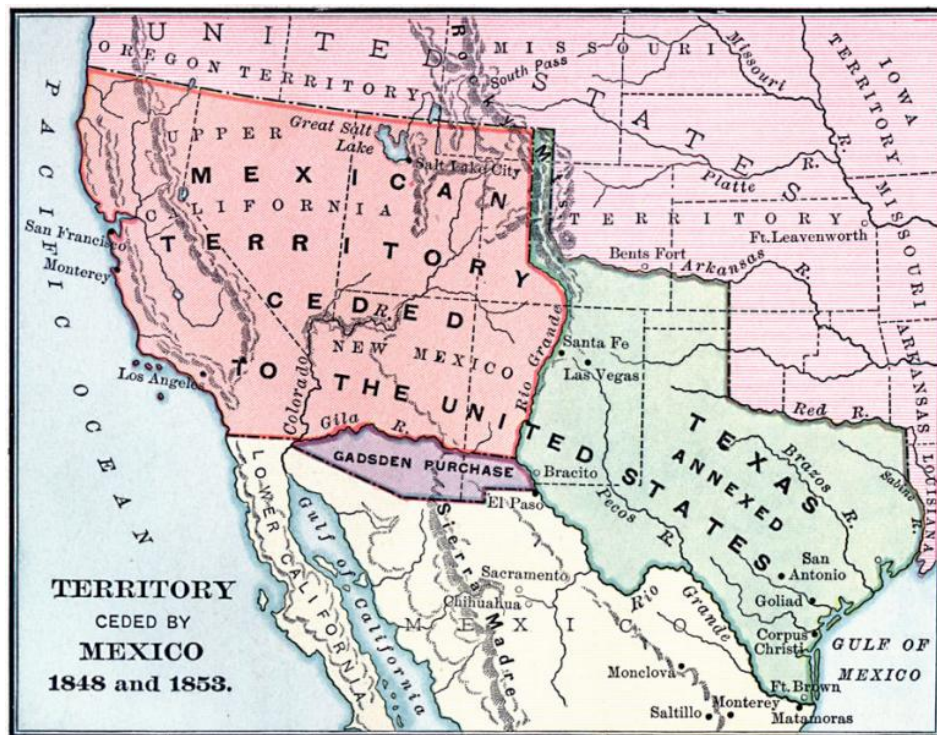 UNITED STATES
OREGON TERRITORY
MISSOURI
TERRITORY
IOWA
TERRITORY
MISSOURI
ARKANSAS
LOUISIANA
Rocky
Mts
South Pass
Missouri R.
Platte R.
Great Salt
Lake
Salt Lake City
UPPER
CALIFORNIA
MEXICAN
TERRITORY
CEDED
TO THE UNITED STATES
NEW MEXICO
San Francisco
Monterey
Los Angeles
PACIFIC OCEAN
Colorado R.
Gila R.
Rio Grande
Bents Fort
Arkansas R.
Ft. Leavenworth
Santa Fe
Las Vegas
Red R.
TEXAS
ANNEXED
Brazos R.
Sabine R.
Pecos R.
San
Antonio
Goliad
Corpus
Christi
Ft. Brown
Matamoras
GULF OF
MEXICO
GADSDEN PURCHASE
Bracito
El Paso
LOWER CALIFORNIA
Gulf of California
Sierra Madre
Sacramento
Chihuahua
MEXICO
Rio Grande
Monclova
Saltillo
Monterey
TERRITORY
CEDED BY
MEXICO
1848 and 1853.